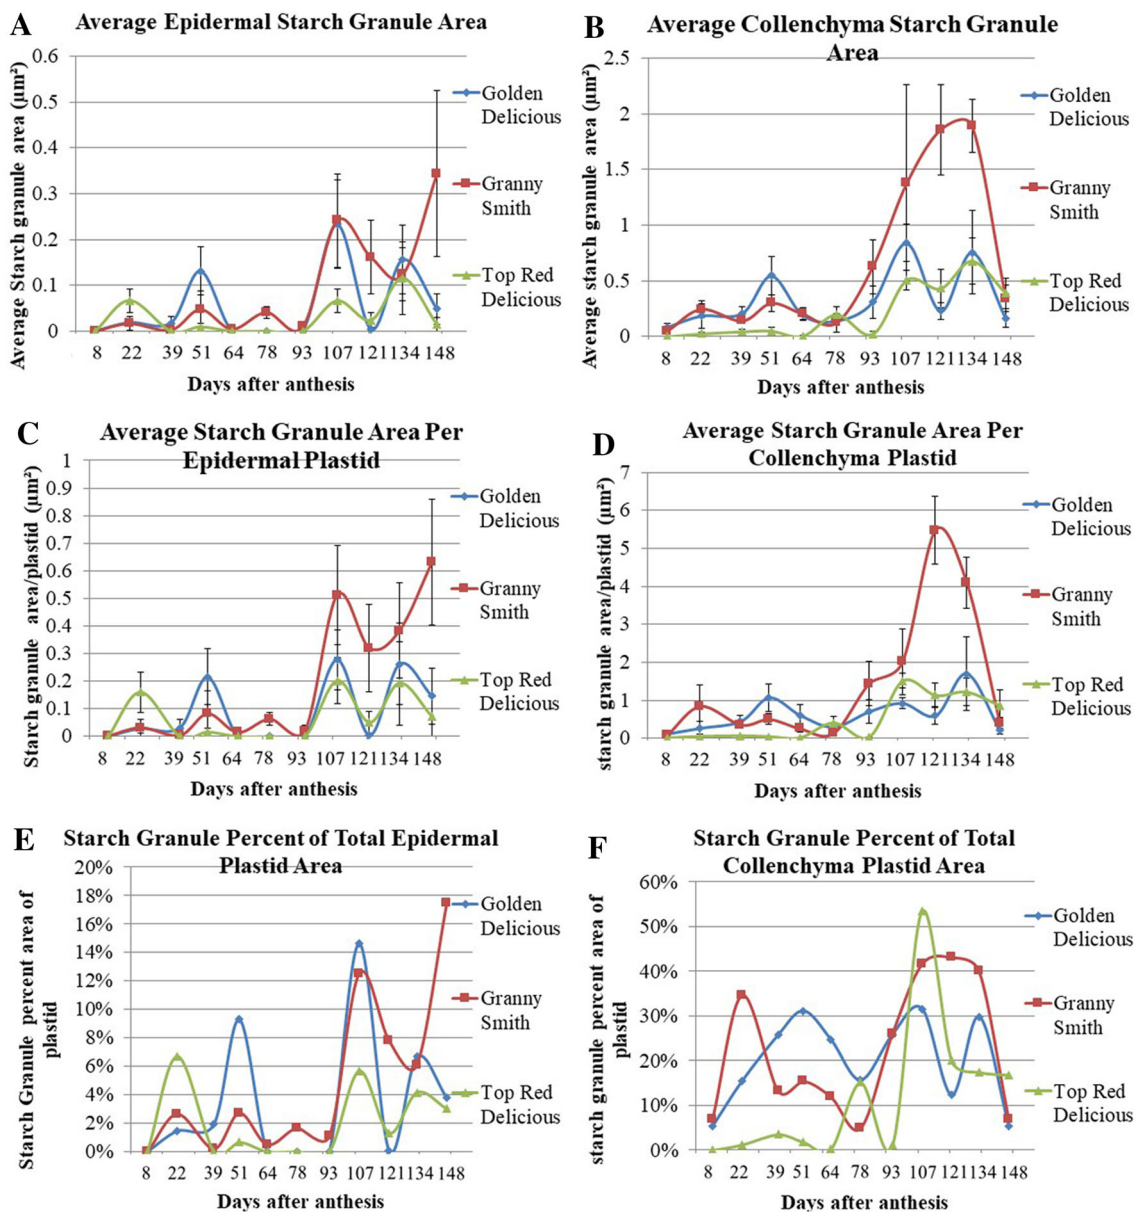 A
Average Epidermal Starch Granule Area
Average Starch granule area (µm²)
0.6
0.5
0.4
0.3
0.2
0.1
0
8 22 39 51 64 78 93 107 121 134 148
Days after anthesis
Golden
Delicious
Granny
Smith
Top Red
Delicious
B
Average Collenchyma Starch Granule
Area
Average starch granule area (µm²)
2.5
2
1.5
1
0.5
0
8 22 39 51 64 78 93 107 121 134 148
Days after anthesis
Golden
Delicious
Granny
Smith
Top Red
Delicious
C
Average Starch Granule Area Per
Epidermal Plastid
Starch granule area/plastid (µm²)
1
0.9
0.8
0.7
0.6
0.5
0.4
0.3
0.2
0.1
0
8 22 39 51 64 78 93 107 121 134 148
Days after anthesis
Golden
Delicious
Granny
Smith
Top Red
Delicious
D
Average Starch Granule Area Per
Collenchyma Plastid
starch granule area/plastid (µm²)
7
6
5
4
3
2
1
0
8 22 39 51 64 78 93 107 121 134 148
Days after anthesis
Golden
Delicious
Granny
Smith
Top Red
Delicious
E
Starch Granule Percent of Total Epidermal
Plastid Area
Starch Granule percent area of
plastid
20%
18%
16%
14%
12%
10%
8%
6%
4%
2%
0%
8 22 39 51 64 78 93 107 121 134 148
Days after anthesis
Golden
Delicious
Granny
Smith
Top Red
Delicious
F
Starch Granule Percent of Total
Collenchyma Plastid Area
starch granule percent area of
plastid
60%
50%
40%
30%
20%
10%
0%
8 22 39 51 64 78 93 107 121 134 148
Days after anthesis
Golden
Delicious
Granny
Smith
Top Red
Delicious